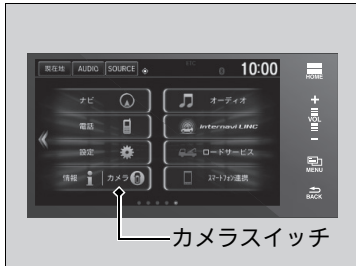 現在地 AUDIO SOURCE ETC 10:00
HOME
ナビ オーディオ
電話 internavi LINC
設定 ロードサービス
情報 カメラ スマートフォン連携
+
VOL
-
MENU
BACK
カメラスイッチ